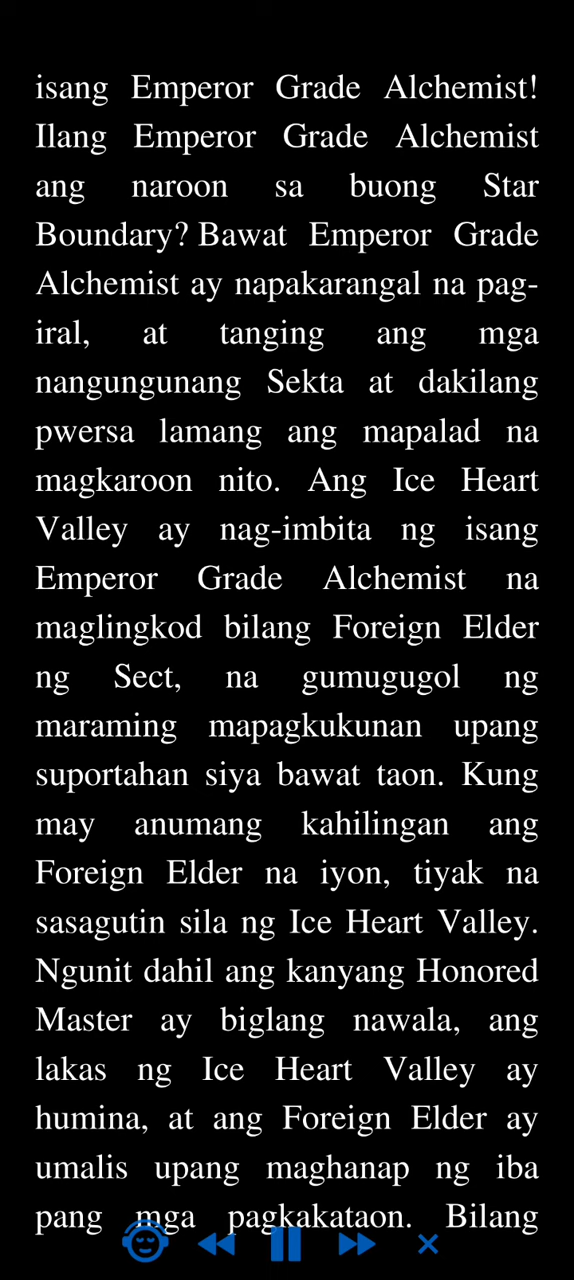 isang Emperor Grade Alchemist!
Ilang Emperor Grade Alchemist
ang naroon sa buong Star
Boundary? Bawat Emperor Grade
Alchemist ay napakarangal na pag-
iral, at tanging ang mga
nangungunang Sekta at dakilang
pwersa lamang ang mapalad na
magkaroon nito. Ang Ice Heart
Valley ay nag-imbita ng isang
Emperor Grade Alchemist na
maglingkod bilang Foreign Elder
ng Sect, na gumugugol ng
maraming mapagkukunan upang
suportahan siya bawat taon. Kung
may anumang kahilingan ang
Foreign Elder na iyon, tiyak na
sasagutin sila ng Ice Heart Valley.
Ngunit dahil ang kanyang Honored
Master ay biglang nawala, ang
lakas ng Ice Heart Valley ay
humina, at ang Foreign Elder ay
umalis upang maghanap ng iba
pang mga pagkakataon. Bilang